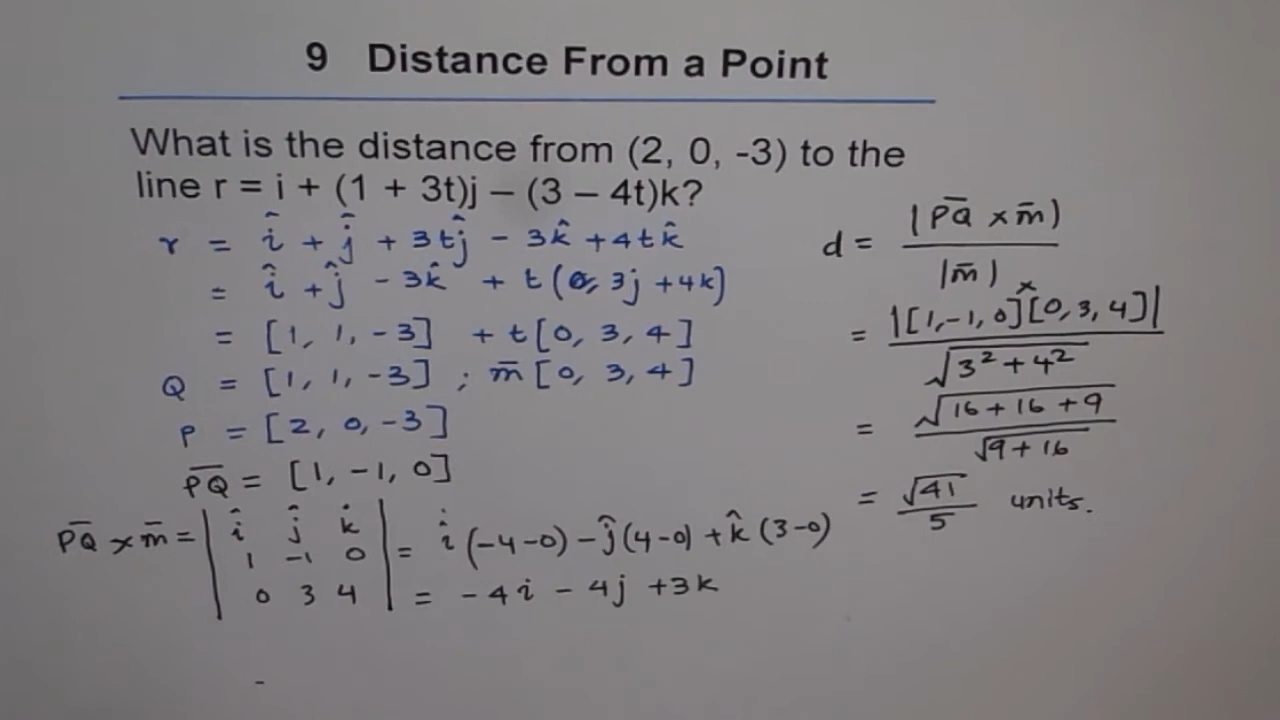 9 Distance From a Point
What is the distance from (2, 0, -3) to the
line r = i + (1 + 3t)j – (3 – 4t)k?
r = î + ĵ + 3tĵ - 3k̂ + 4tk̂
= î + ĵ - 3k̂ + t(0, 3j + 4k)
= [1, 1, -3] + t[0, 3, 4]
Q = [1, 1, -3] ; m̄ [0, 3, 4]
P = [2, 0, -3]
P̅Q̅ = [1, -1, 0]
P̅Q̅ × m̄ = | î ĵ k̂ | = î(-4-0) - ĵ(4-0) + k̂(3-0)
1 -1 0
0 3 4 = -4i - 4j + 3k
d = |P̅Q̅ × m̄|
|m̄|
= |[1, -1, 0] × [0, 3, 4]|
√3² + 4²
= √16 + 16 + 9
√9 + 16
= √41 units.
5